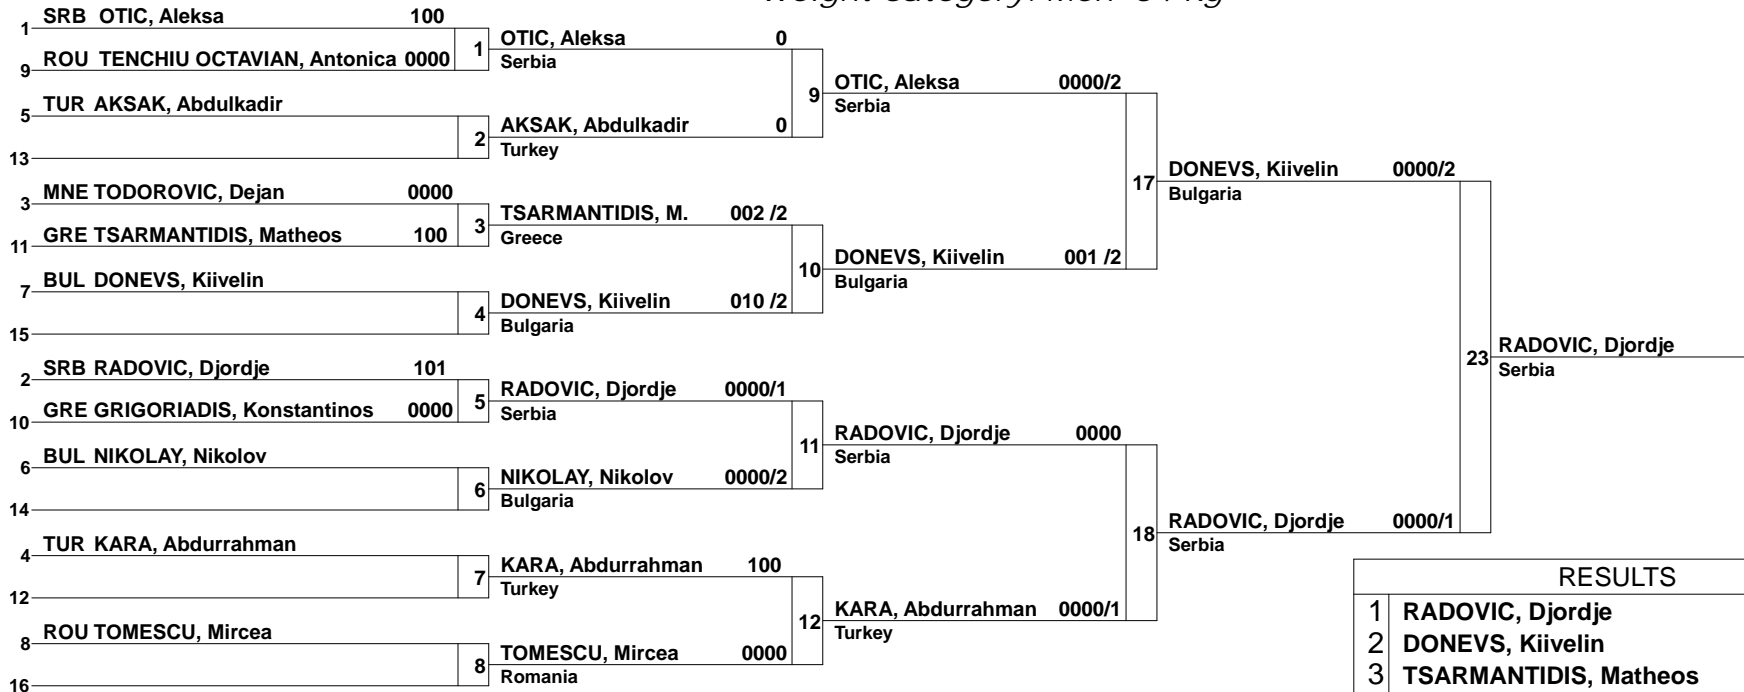 1 SRB OTIC, Aleksa 100
9 ROU TENCHIU OCTAVIAN, Antonica 0000
1 OTIC, Aleksa 0
Serbia
5 TUR AKSAK, Abdulkadir
13
2 AKSAK, Abdulkadir 0
Turkey
3 MNE TODOROVIC, Dejan 0000
11 GRE TSARMANTIDIS, Matheos 100
3 TSARMANTIDIS, M. 002 /2
Greece
7 BUL DONEVS, Kiivelin
15
4 DONEVS, Kiivelin 010 /2
Bulgaria
2 SRB RADOVIC, Djordje 101
10 GRE GRIGORIADIS, Konstantinos 0000
5 RADOVIC, Djordje 0000/1
Serbia
6 BUL NIKOLAY, Nikolov
14
6 NIKOLAY, Nikolov 0000/2
Bulgaria
4 TUR KARA, Abdurrahman
12
7 KARA, Abdurrahman 100
Turkey
8 ROU TOMESCU, Mircea
16
8 TOMESCU, Mircea 0000
Romania
9 OTIC, Aleksa 0000/2
Serbia
10 DONEVS, Kiivelin 001 /2
Bulgaria
11 RADOVIC, Djordje 0000
Serbia
12 KARA, Abdurrahman 0000/1
Turkey
17 DONEVS, Kiivelin 0000/2
Bulgaria
18 RADOVIC, Djordje 0000/1
Serbia
23 RADOVIC, Djordje
Serbia
RESULTS
1 RADOVIC, Djordje
2 DONEVS, Kiivelin
3 TSARMANTIDIS, Matheos